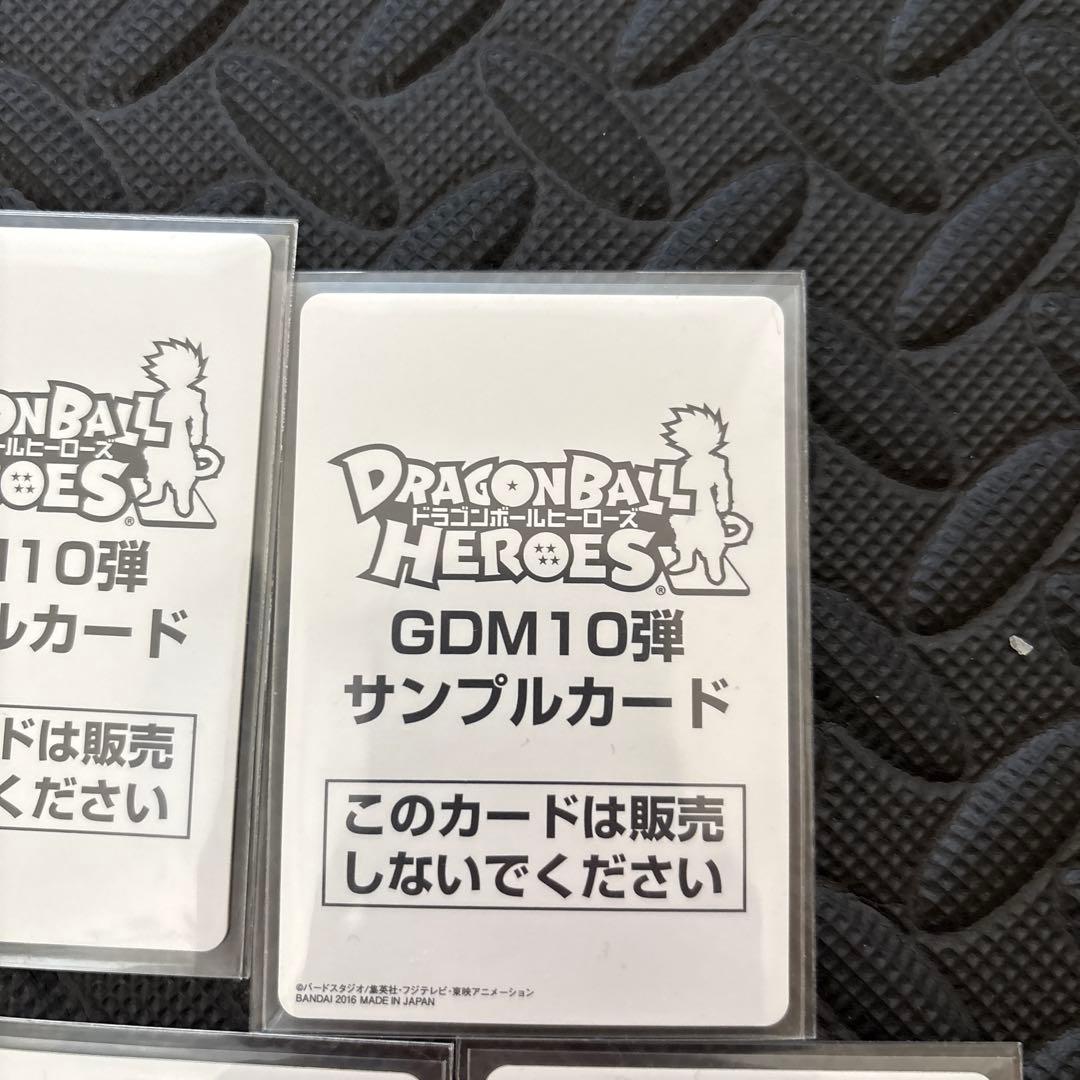 ONBALL
ールヒーローズ
ROES
®
M10弾
ルカード
ドは販売
ください
DRAGONBALL
ドラゴンボールヒーローズ
HEROES
®
GDM10弾
サンプルカード
このカードは販売
しないでください
©バードスタジオ/集英社・フジテレビ・東映アニメーション
BANDAI 2016 MADE IN JAPAN